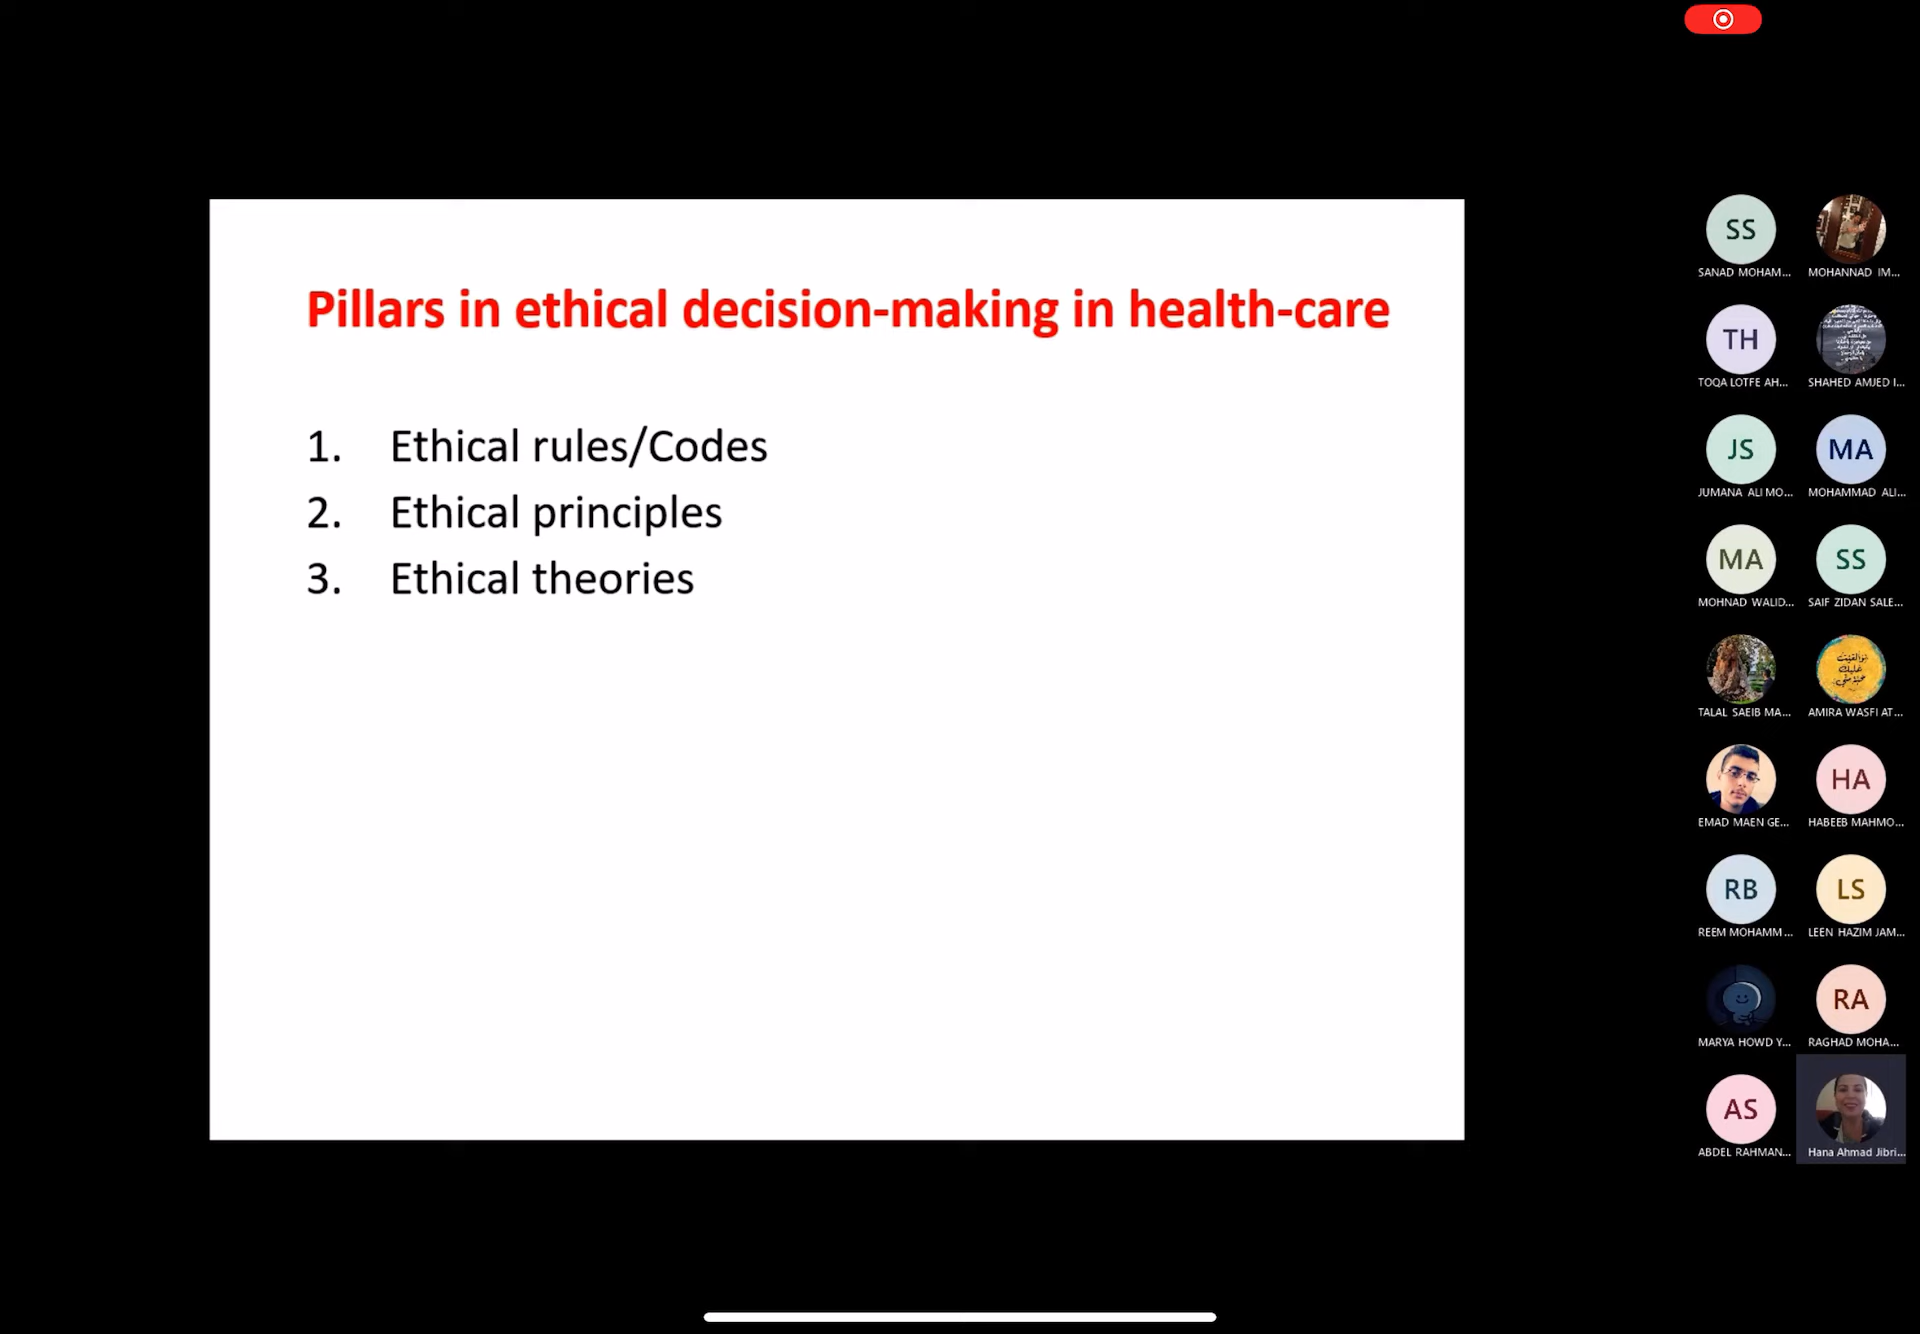 Pillars in ethical decision-making in health-care
1. Ethical rules/Codes
2. Ethical principles
3. Ethical theories
SS
SANAD MOHAM...
MOHANNAD IM...
TH
TOQA LOTFE AH...
SHAHED AMJED I...
JS
JUMANA ALI MO...
MA
MOHAMMAD ALI...
MA
MOHNAD WALID...
SS
SAIF ZIDAN SALE...
TALAL SAEIB MA...
AMIRA WASFI AT...
EMAD MAEN GE...
HA
HABEEB MAHMO...
RB
REEM MOHAMM...
LS
LEEN HAZIM JAM...
MARYA HOWD Y...
RA
RAGHAD MOHA...
AS
ABDEL RAHMAN...
Hana Ahmad Jibri...